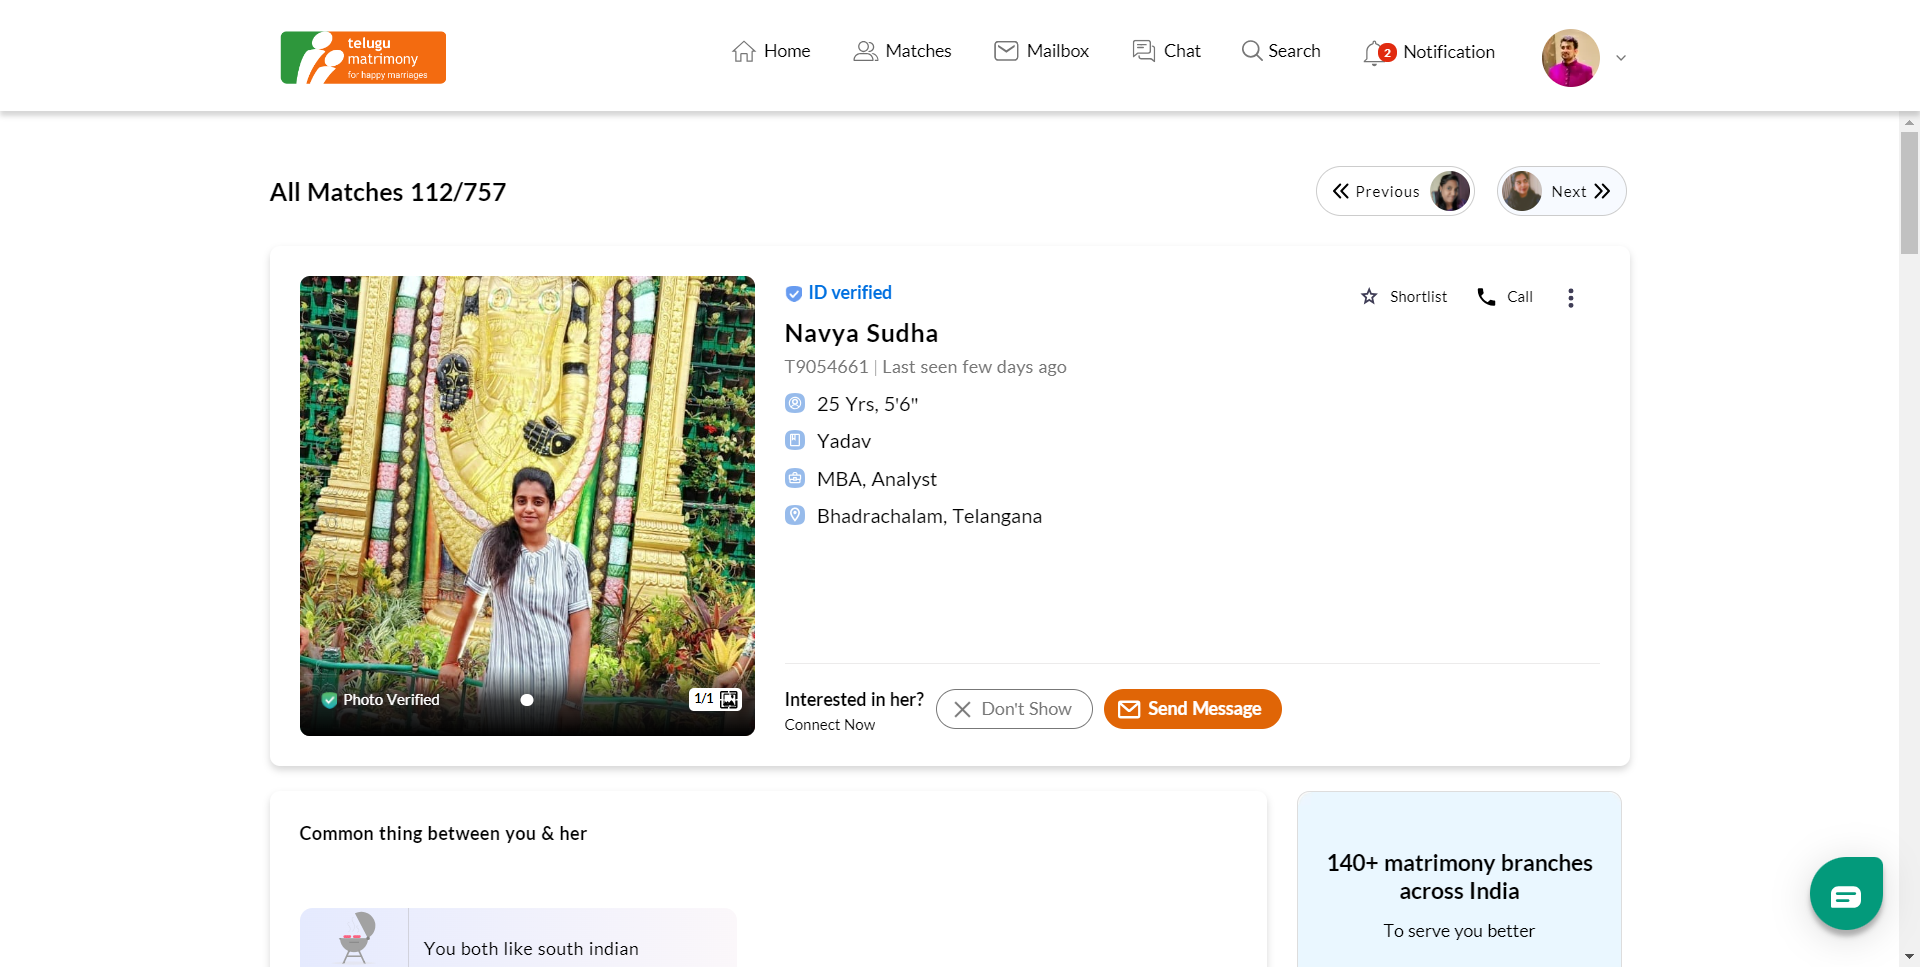 telugu
matrimony
for happy marriages
Home
Matches
Mailbox
Chat
Search
2
Notification
All Matches 112/757
Previous
Next
ID verified
Shortlist
Call
Navya Sudha
T9054661 | Last seen few days ago
25 Yrs, 5'6"
Yadav
MBA, Analyst
Bhadrachalam, Telangana
Photo Verified
1/1
Interested in her?
Connect Now
Don't Show
Send Message
Common thing between you & her
You both like south indian
140+ matrimony branches
across India
To serve you better